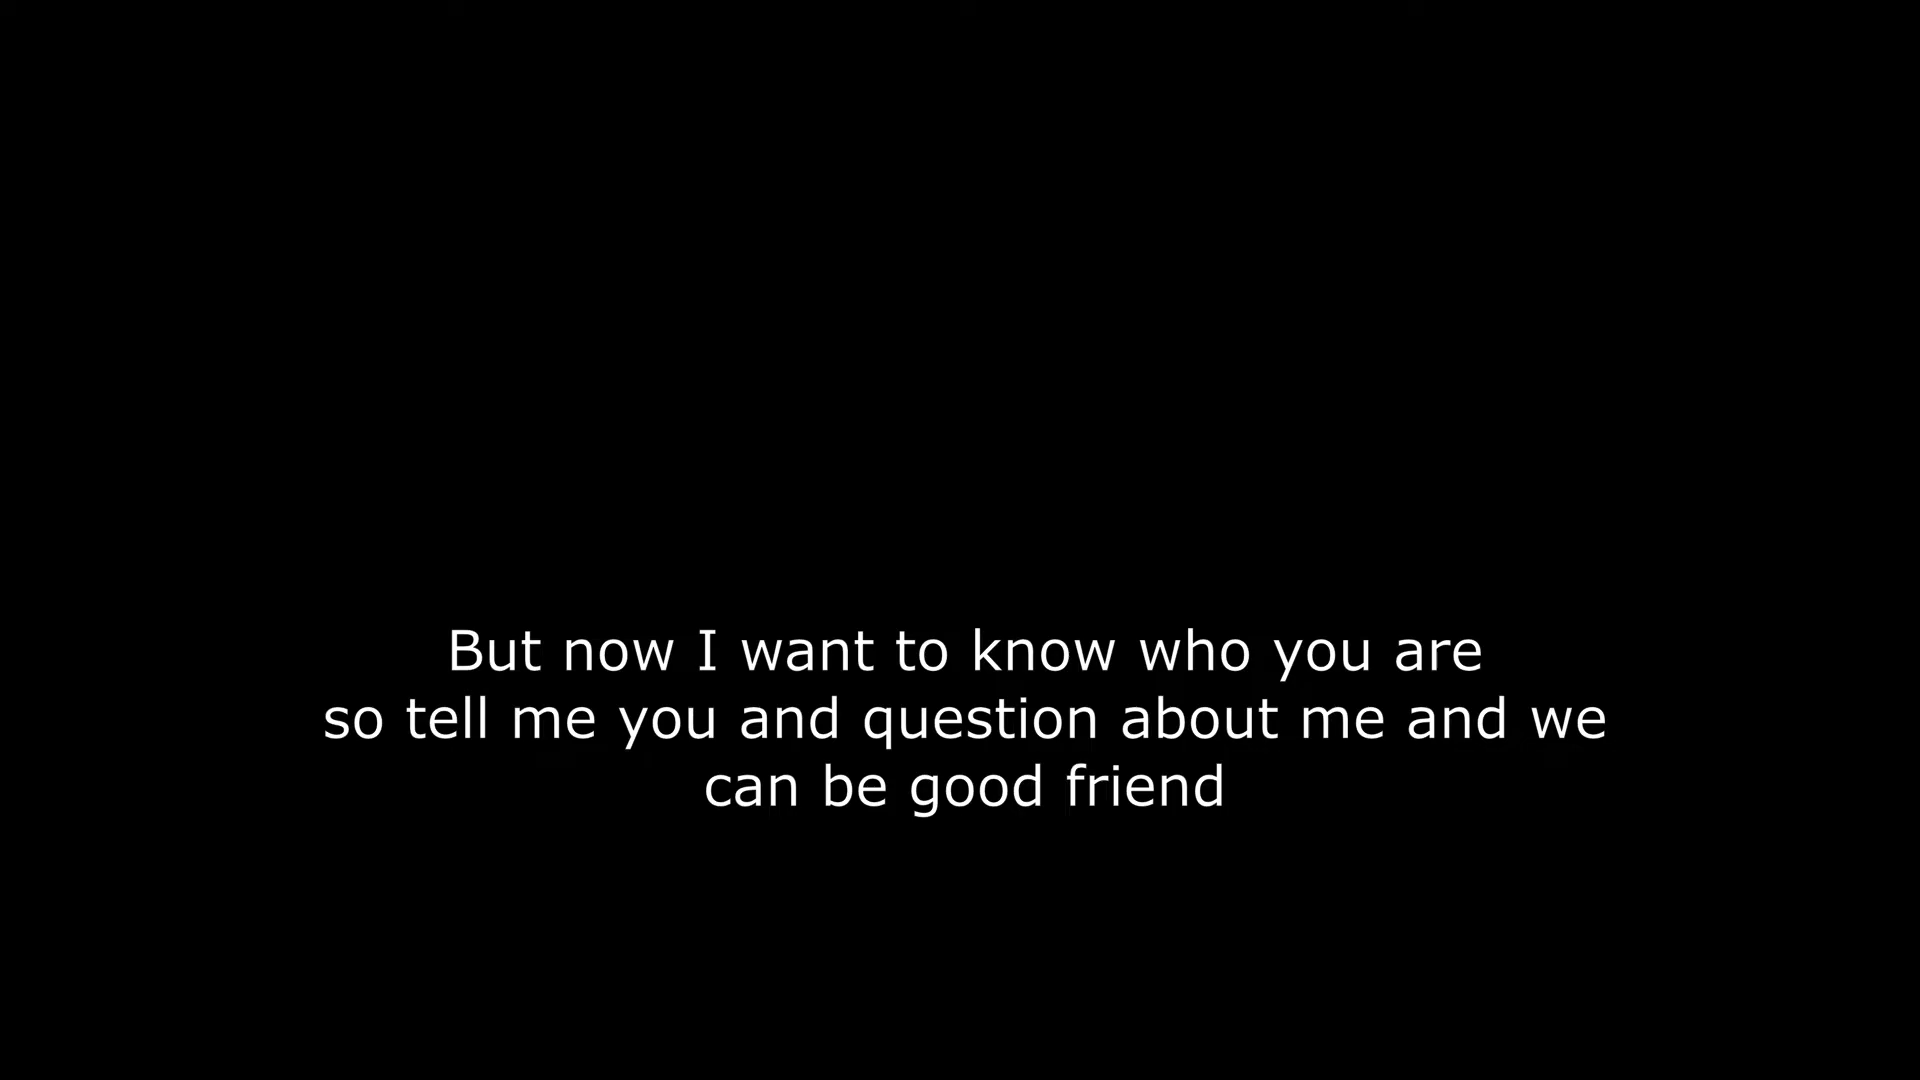 But now I want to know who you are
so tell me you and question about me and we
can be good friend